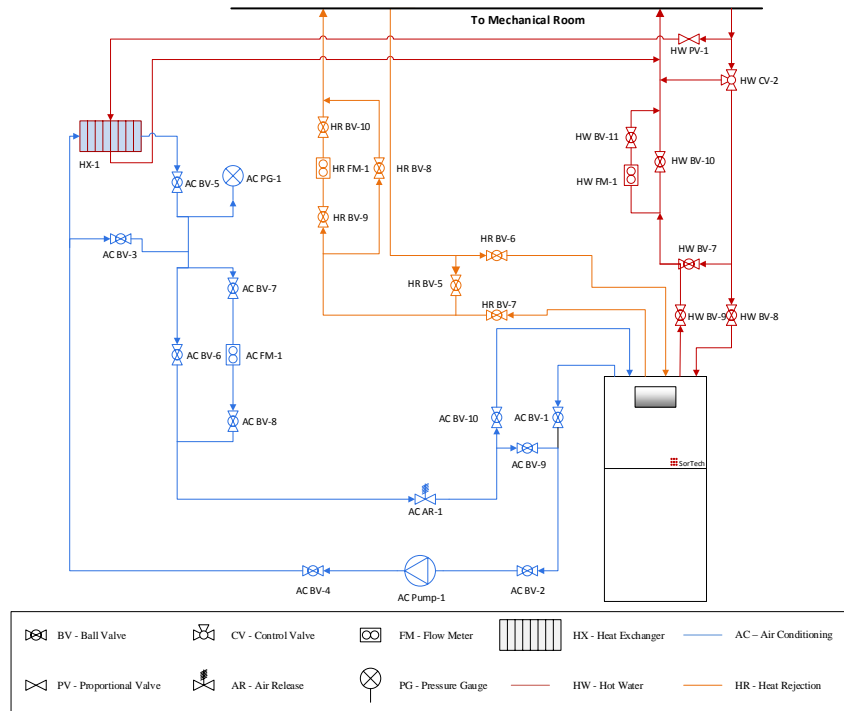 To Mechanical Room
HW PV-1
HW CV-2
HR BV-10
HW BV-11
AC PG-1
HX-1
AC BV-5
HR FM-1
HR BV-8
HW FM-1
HW BV-10
HR BV-9
HR BV-6
HW BV-7
AC BV-3
HR BV-5
AC BV-7
HR BV-7
HW BV-9
HW BV-8
AC BV-6
AC FM-1
AC BV-8
AC BV-10
AC BV-1
AC BV-9
SorTech
AC AR-1
AC BV-4
AC Pump-1
AC BV-2
BV - Ball Valve
CV - Control Valve
FM - Flow Meter
HX - Heat Exchanger
AC – Air Conditioning
PV - Proportional Valve
AR - Air Release
PG - Pressure Gauge
HW - Hot Water
HR - Heat Rejection